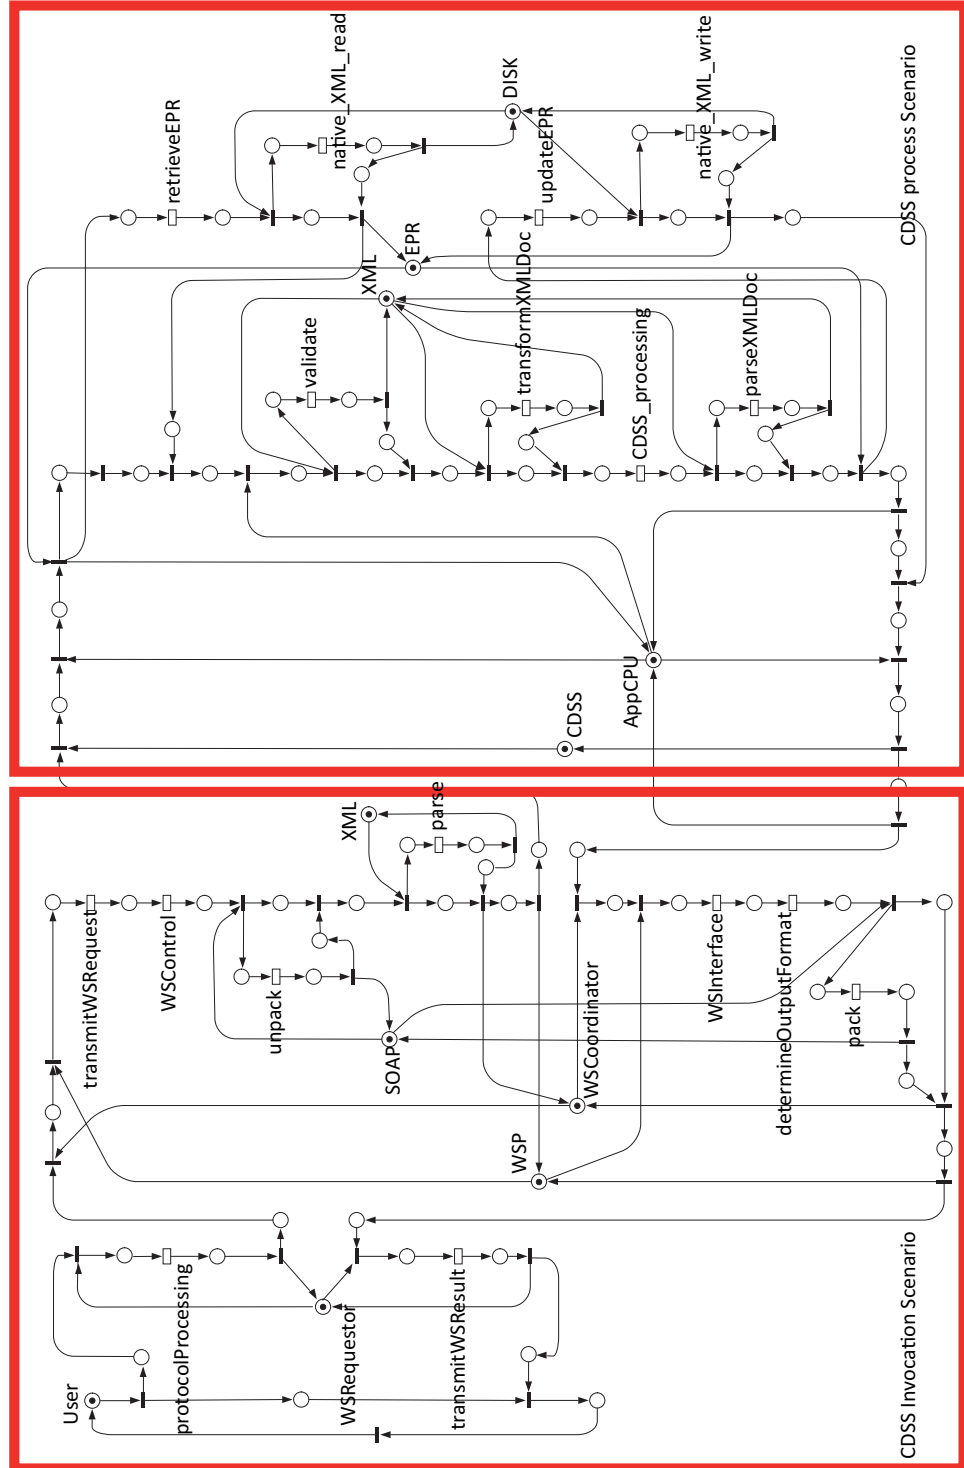 User
protocolProcessing
WSRequestor
transmitWSResult
CDSS Invocation Scenario
transmitWSRequest
WSControl
unpack
SOAP
XML
parse
WSP
WSCoordinator
WSInterface
determineOutputFormat
pack
CDSS
AppCPU
validate
XML
EPR
transformXMLDoc
CDSS_processing
parseXMLDoc
retrieveEPR
native_XML_read
DISK
updateEPR
native_XML_write
CDSS process Scenario